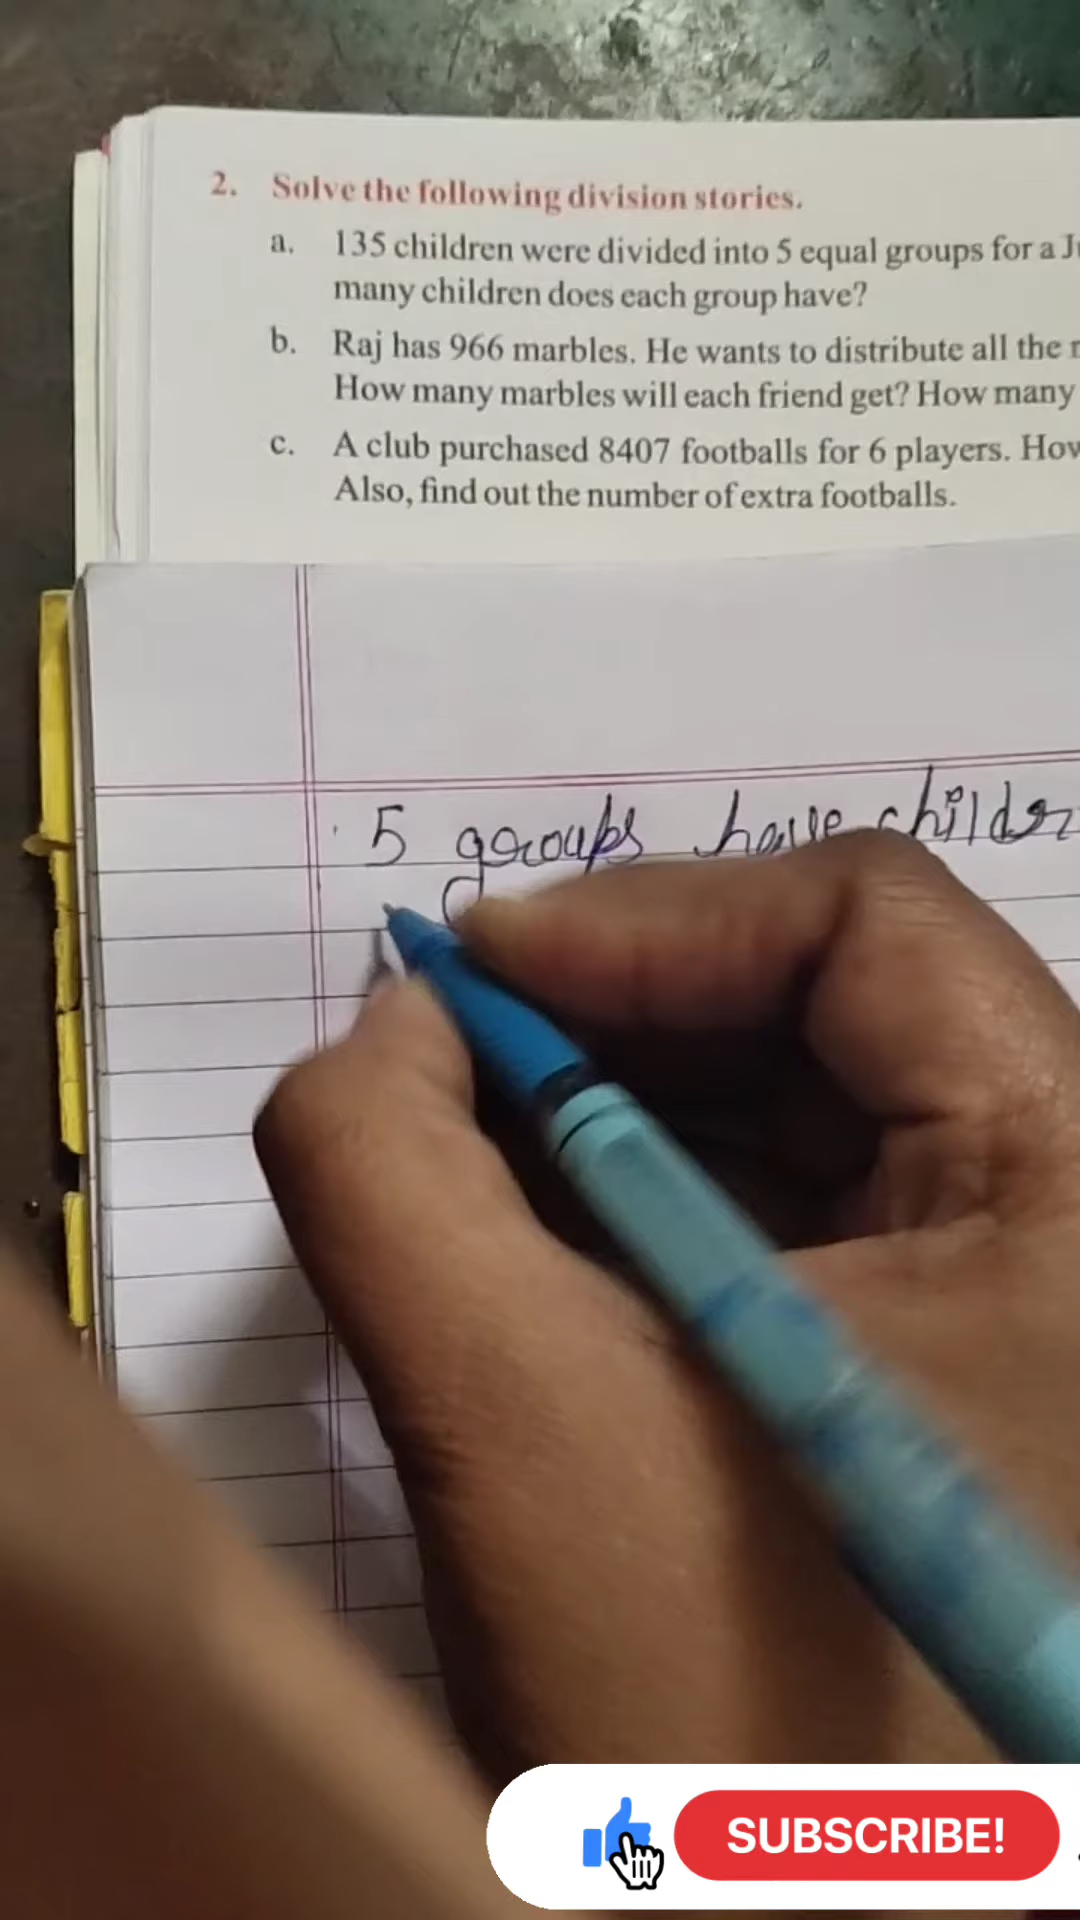 2. Solve the following division stories.
a. 135 children were divided into 5 equal groups for a
many children does each group have?
b. Raj has 966 marbles. He wants to distribute all the
How many marbles will each friend get? How many
c. A club purchased 8407 footballs for 6 players.
Also, find out the number of extra footballs.
5 groups have
SUBSCRIBE!